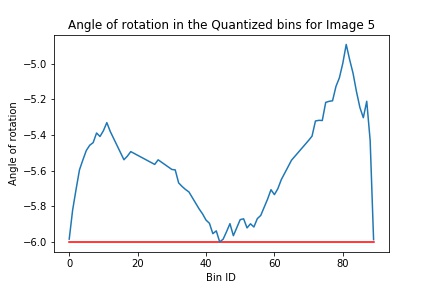 Angle of rotation in the Quantized bins for Image 5
Angle of rotation
−5.0
−5.2
−5.4
−5.6
−5.8
−6.0
0 20 40 60 80
Bin ID